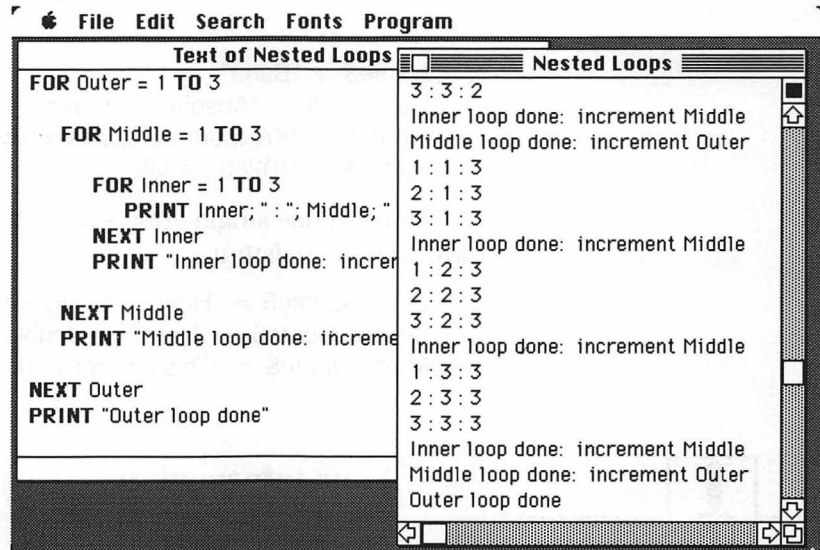 File Edit Search Fonts Program
Text of Nested Loops
FOR Outer = 1 TO 3
FOR Middle = 1 TO 3
FOR Inner = 1 TO 3
PRINT Inner; " : "; Middle; "
NEXT Inner
PRINT "Inner loop done: increm
NEXT Middle
PRINT "Middle loop done: increme
NEXT Outer
PRINT "Outer loop done"
Nested Loops
3 : 3 : 2
Inner loop done: increment Middle
Middle loop done: increment Outer
1 : 1 : 3
2 : 1 : 3
3 : 1 : 3
Inner loop done: increment Middle
1 : 2 : 3
2 : 2 : 3
3 : 2 : 3
Inner loop done: increment Middle
1 : 3 : 3
2 : 3 : 3
3 : 3 : 3
Inner loop done: increment Middle
Middle loop done: increment Outer
Outer loop done